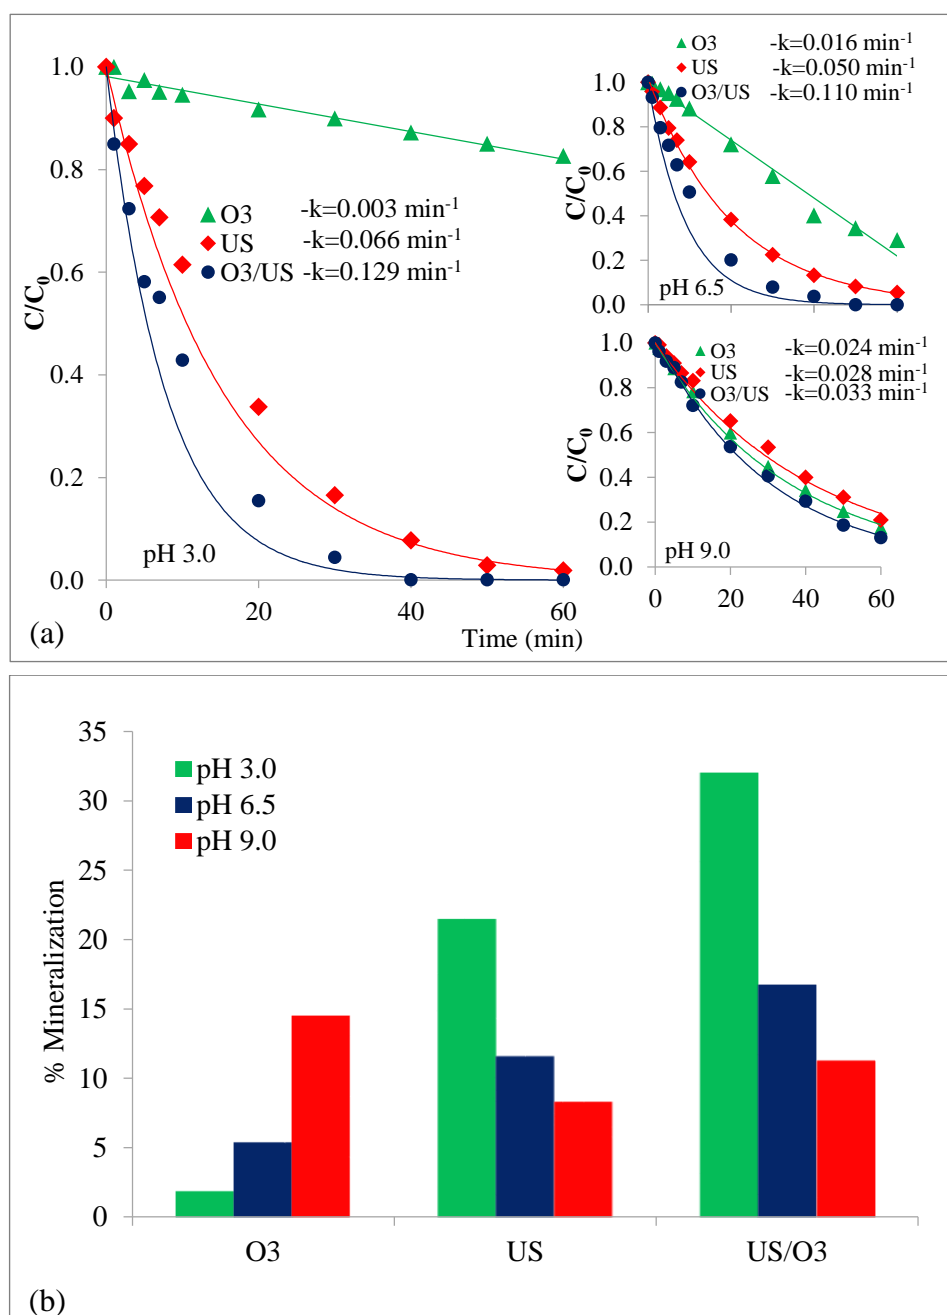 1.0
0.8
0.6
0.4
0.2
0.0
C/C0
O3 -k=0.003 min-1
US -k=0.066 min-1
O3/US -k=0.129 min-1
pH 3.0
0 20 40 60
Time (min)
(a)
O3 -k=0.016 min-1
US -k=0.050 min-1
O3/US -k=0.110 min-1
1.0
0.8
0.6
0.4
0.2
0.0
C/C0
pH 6.5
O3 -k=0.024 min-1
US -k=0.028 min-1
O3/US -k=0.033 min-1
1.0
0.8
0.6
0.4
0.2
0.0
C/C0
pH 9.0
0 20 40 60
35
30
25
20
15
10
5
0
% Mineralization
pH 3.0
pH 6.5
pH 9.0
O3 US US/O3
(b)